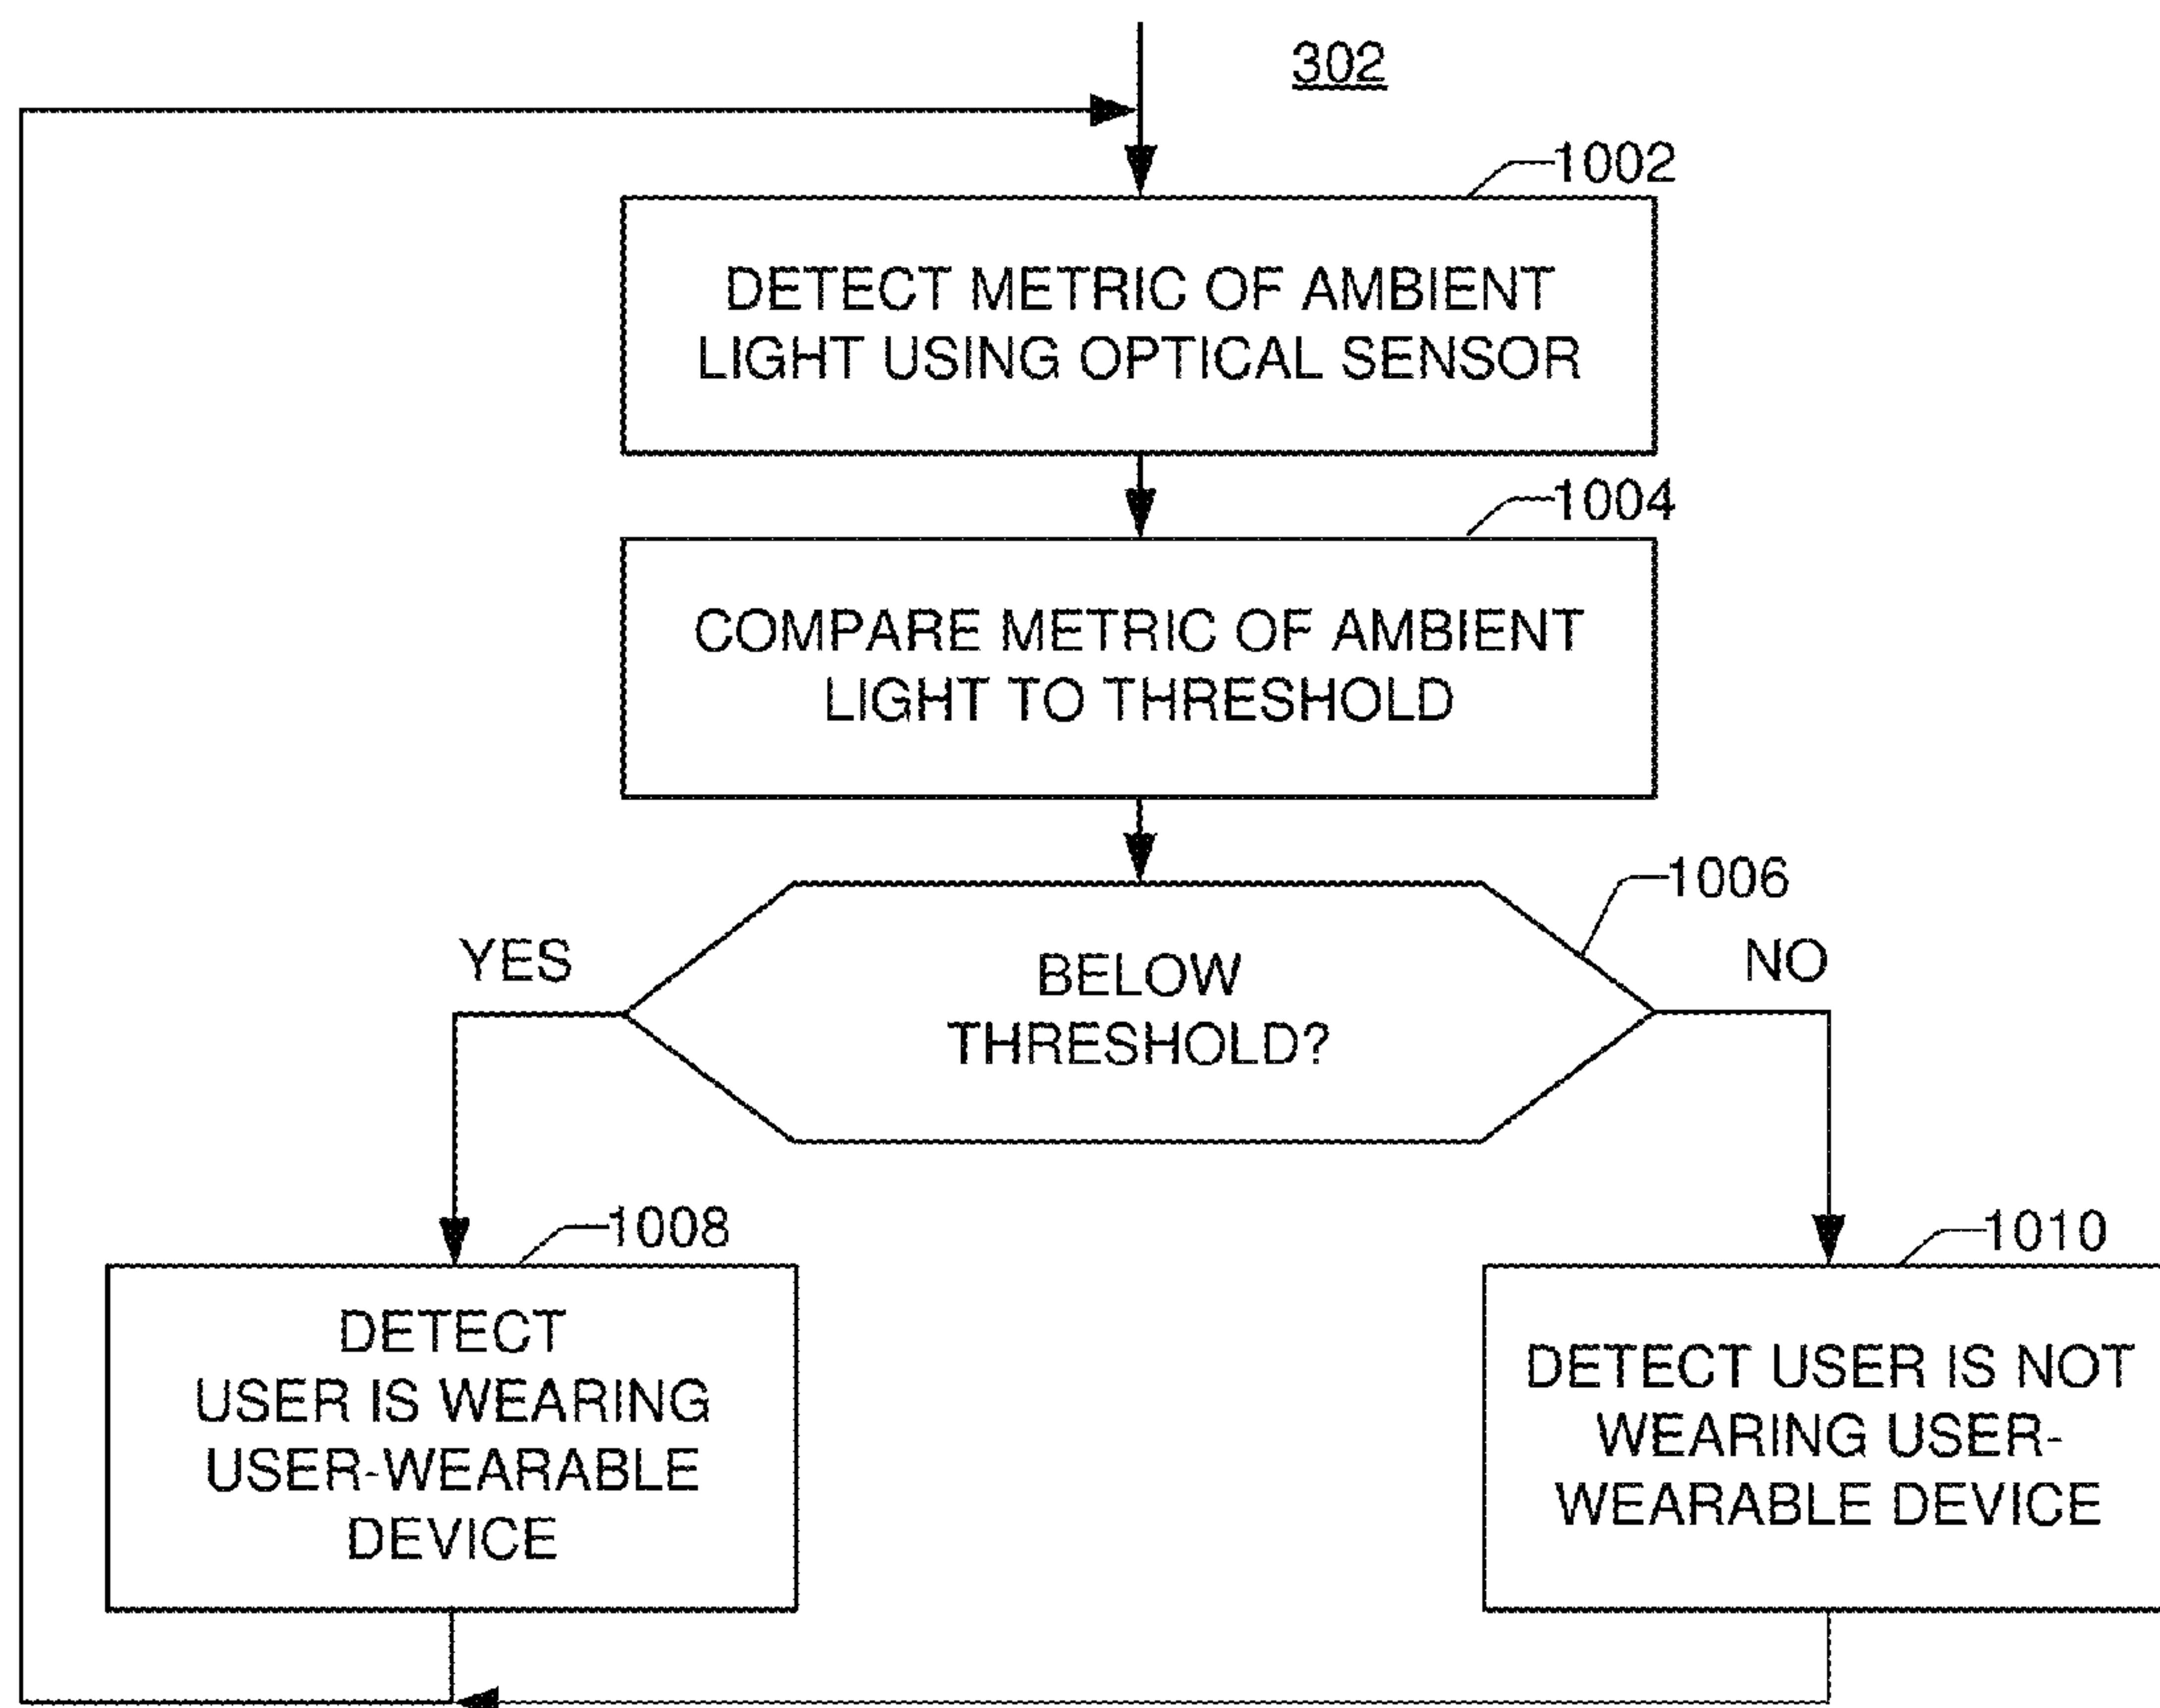 302
1002
DETECT METRIC OF AMBIENT
LIGHT USING OPTICAL SENSOR
1004
COMPARE METRIC OF AMBIENT
LIGHT TO THRESHOLD
1006
YES
NO
BELOW
THRESHOLD?
1008
1010
DETECT
USER IS WEARING
USER-WEARABLE
DEVICE
DETECT USER IS NOT
WEARING USER-
WEARABLE DEVICE